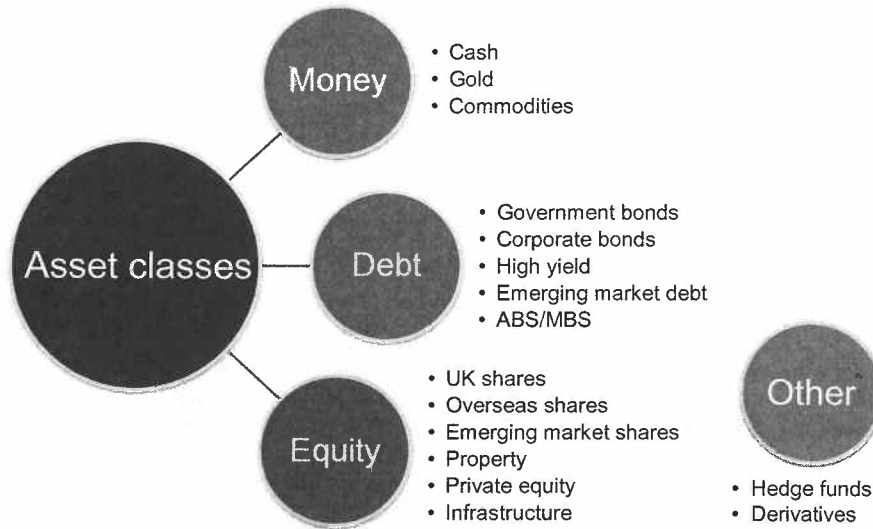 Asset classes
Money
• Cash
• Gold
• Commodities
Debt
• Government bonds
• Corporate bonds
• High yield
• Emerging market debt
• ABS/MBS
Equity
• UK shares
• Overseas shares
• Emerging market shares
• Property
• Private equity
• Infrastructure
Other
• Hedge funds
• Derivatives